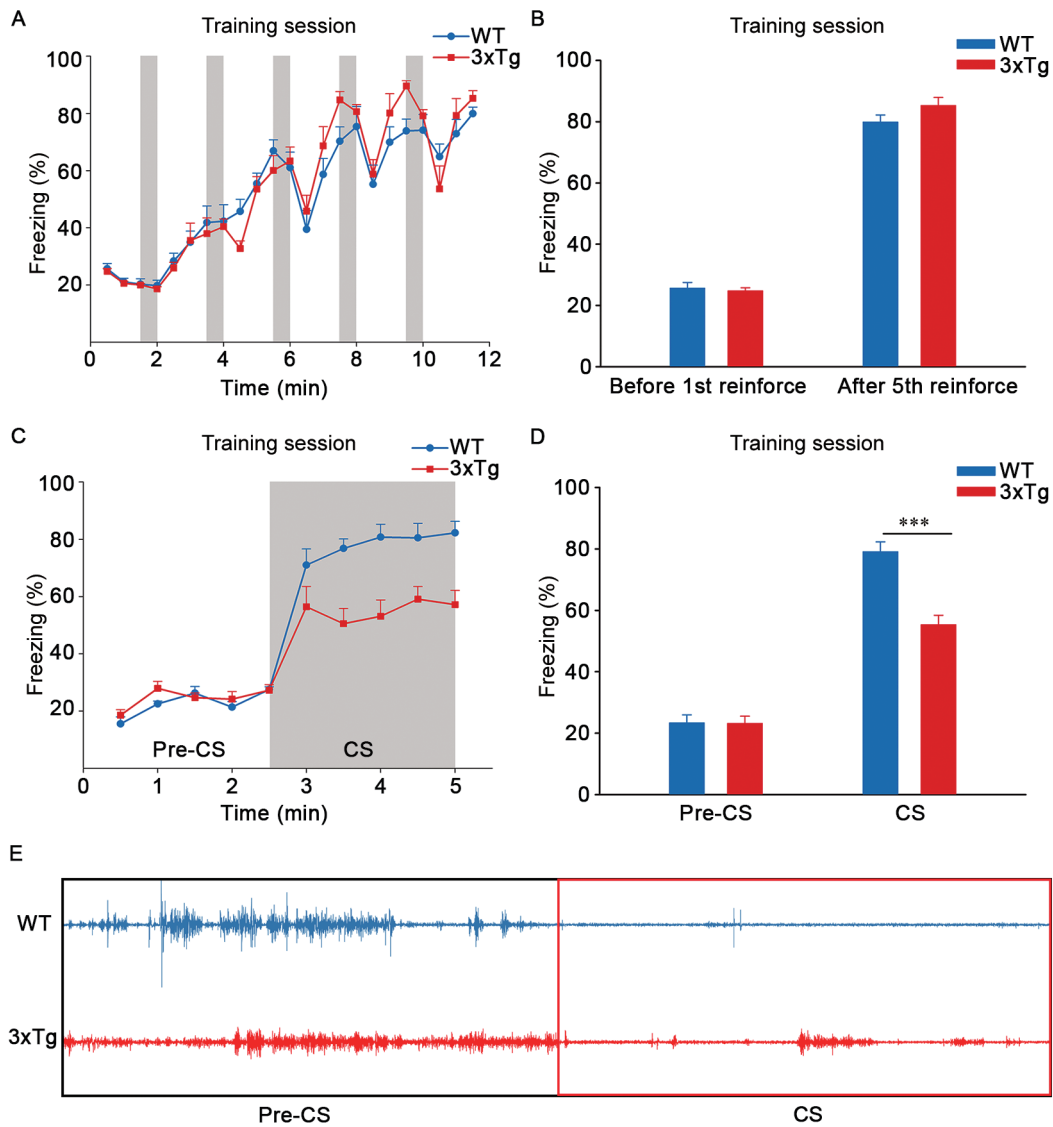 A
Training session
WT
3xTg
Freezing (%)
100
80
60
40
20
0 2 4 6 8 10 12
Time (min)
B
Training session
WT
3xTg
Freezing (%)
100
80
60
40
20
0
Before 1st reinforce After 5th reinforce
C
Training session
WT
3xTg
Freezing (%)
100
80
60
40
20
Pre-CS CS
0 1 2 3 4 5
Time (min)
D
Training session
WT
3xTg
Freezing (%)
100
80
60
40
20
0
***
Pre-CS CS
E
WT
3xTg
Pre-CS CS